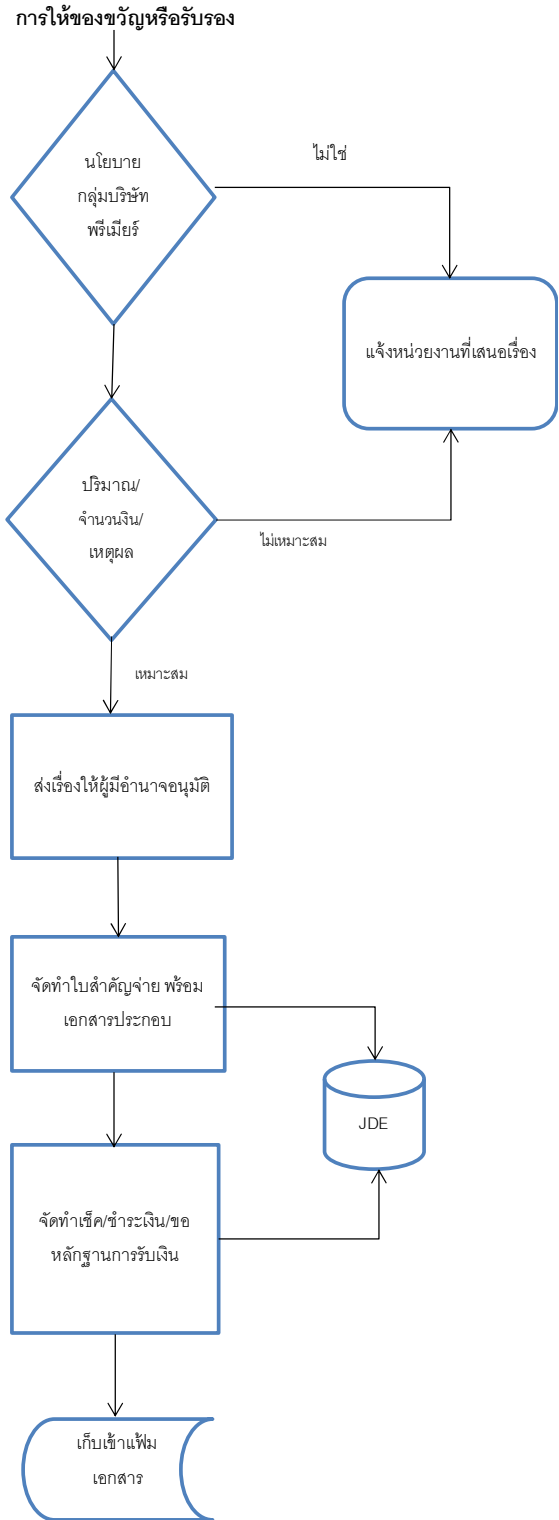 การให้ของขวัญหรือรับรอง
นโยบาย
กลุ่มบริษัท
พรีเมียร์
ไม่ใช่
แจ้งหน่วยงานที่เสนอเรื่อง
ปริมาณ/
จำนวนเงิน/
เหตุผล
ไม่เหมาะสม
เหมาะสม
ส่งเรื่องให้ผู้มีอำนาจอนุมัติ
จัดทำใบสำคัญจ่าย พร้อม
เอกสารประกอบ
JDE
จัดทำเช็ค/ชำระเงิน/ขอ
หลักฐานการรับเงิน
เก็บเข้าแฟ้ม
เอกสาร